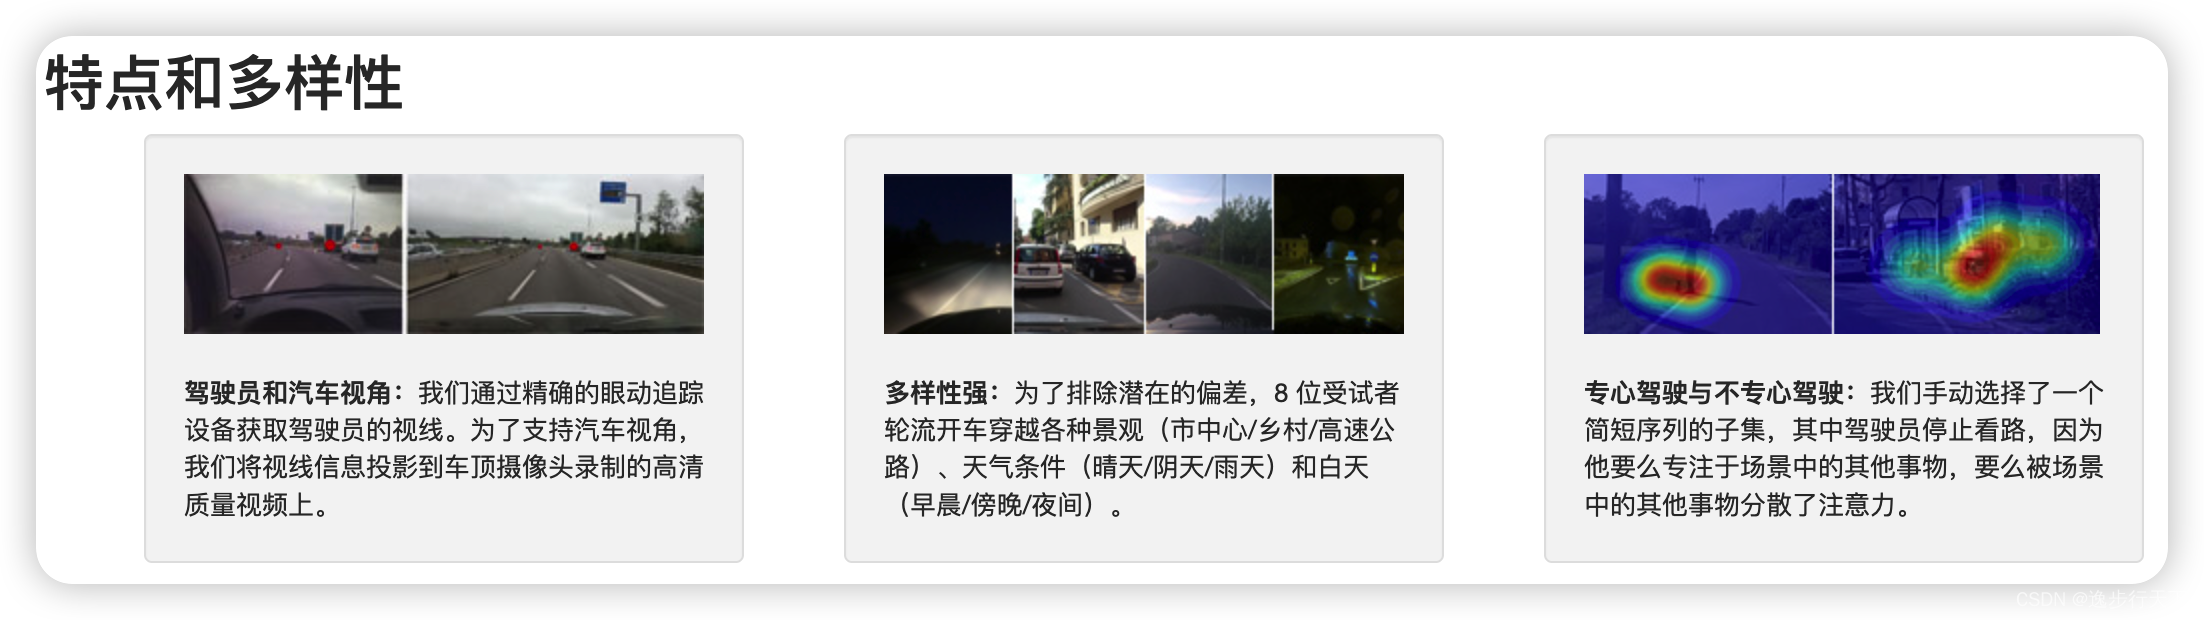 特点和多样性
驾驶员和汽车视角：我们通过精确的眼动追踪
设备获取驾驶员的视线。为了支持汽车视角，
我们将视线信息投影到车顶摄像头录制的高清
质量视频上。
多样性强：为了排除潜在的偏差，8 位受试者
轮流开车穿越各种景观（市中心/乡村/高速公
路）、天气条件（晴天/阴天/雨天）和白天
（早晨/傍晚/夜间）。
专心驾驶与不专心驾驶：我们手动选择了一个
简短序列的子集，其中驾驶员停止看路，因为
他要么专注于场景中的其他事物，要么被场景
中的其他事物分散了注意力。
CSDN @逸步行